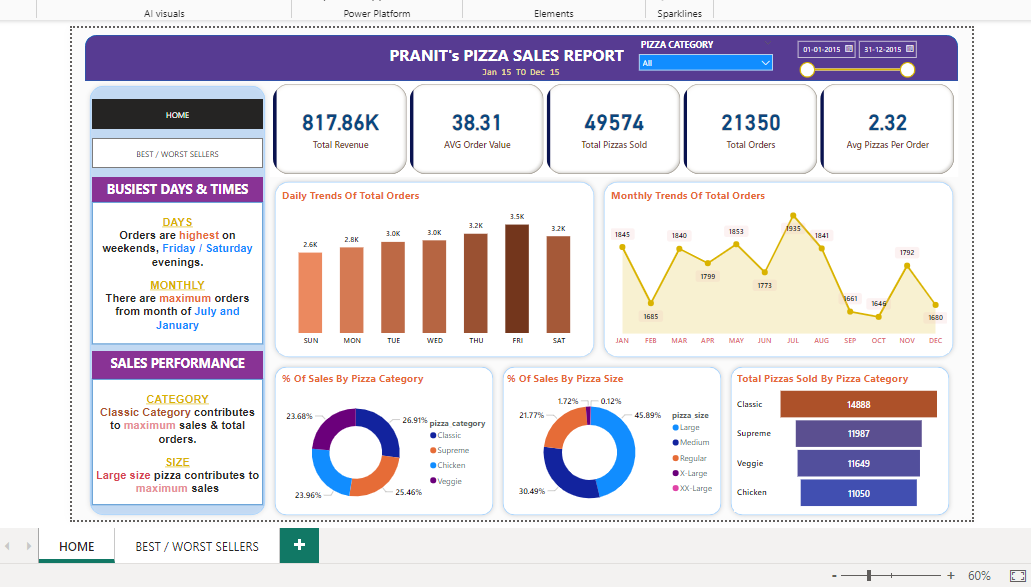 AI visuals
Power Platform
Elements
Sparklines
PRANIT's PIZZA SALES REPORT
Jan 15 TO Dec 15
PIZZA CATEGORY
All
01-01-2015
31-12-2015
HOME
BEST / WORST SELLERS
BUSIEST DAYS & TIMES
DAYS
Orders are highest on
weekends, Friday / Saturday
evenings.
MONTHLY
There are maximum orders
from month of July and
January
SALES PERFORMANCE
CATEGORY
Classic Category contributes
to maximum sales & total
orders.
SIZE
Large size pizza contributes to
maximum sales
817.86K
Total Revenue
38.31
AVG Order Value
49574
Total Pizzas Sold
21350
Total Orders
2.32
Avg Pizzas Per Order
Daily Trends Of Total Orders
2.6K
2.8K
3.0K
3.0K
3.2K
3.5K
3.2K
SUN
MON
TUE
WED
THU
FRI
SAT
Monthly Trends Of Total Orders
1845
1685
1840
1799
1853
1773
1935
1841
1661
1646
1792
1680
JAN
FEB
MAR
APR
MAY
JUN
JUL
AUG
SEP
OCT
NOV
DEC
% Of Sales By Pizza Category
23.68%
26.91%
23.96%
25.46%
pizza_category
Classic
Supreme
Chicken
Veggie
% Of Sales By Pizza Size
1.72%
0.12%
21.77%
45.89%
30.49%
pizza_size
Large
Medium
Regular
X-Large
XX-Large
Total Pizzas Sold By Pizza Category
Classic
14888
Supreme
11987
Veggie
11649
Chicken
11050
HOME
BEST / WORST SELLERS
+
- + 60%